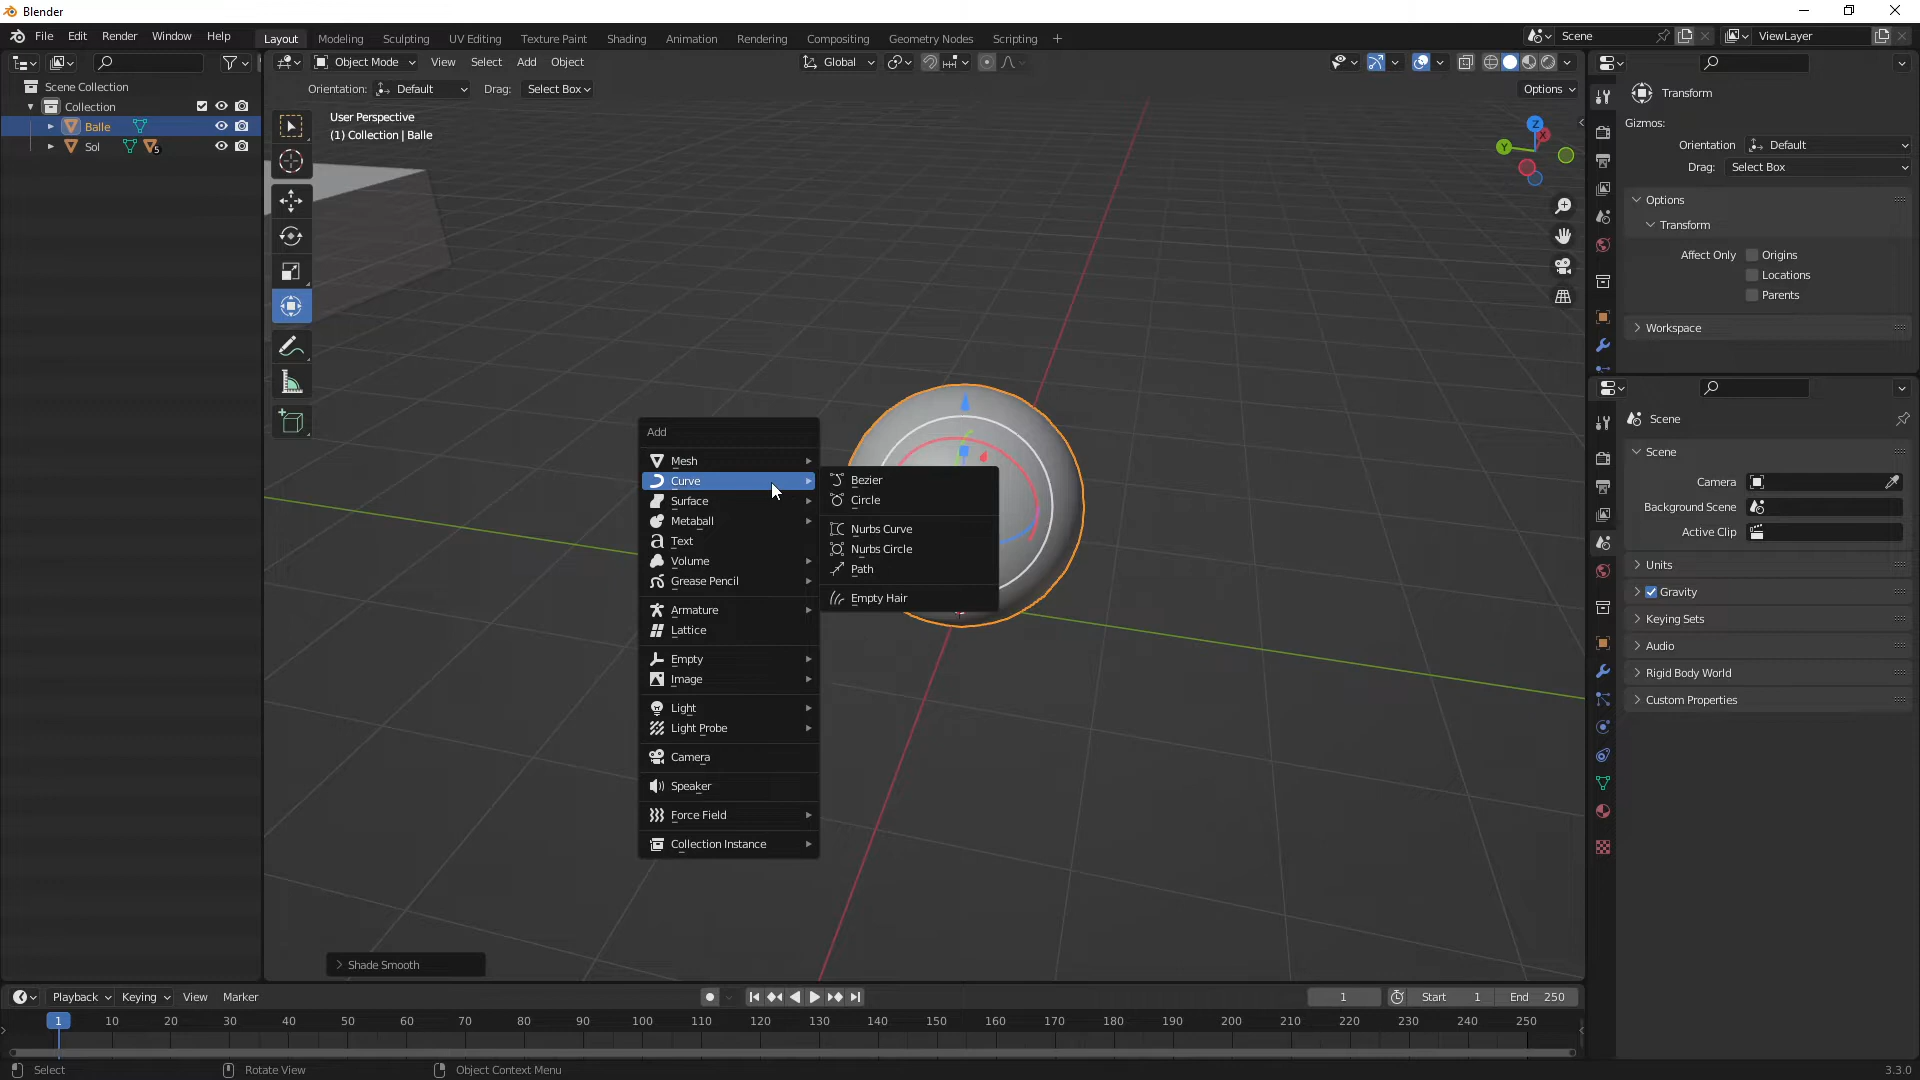 Blender
File Edit Render Window Help
Layout Modeling Sculpting UV Editing Texture Paint Shading Animation Rendering Compositing Geometry Nodes Scripting +
Scene
ViewLayer
Object Mode View Select Add Object
Global
Orientation: Default Drag: Select Box
Options
Scene Collection
Collection
Balle
Sol 5
User Perspective
(1) Collection | Balle
Z
X
Y
Transform
Gizmos:
Orientation Default
Drag: Select Box
Options
Transform
Affect Only Origins
Locations
Parents
Workspace
Add
Mesh
Curve
Surface
Metaball
Text
Volume
Grease Pencil
Armature
Lattice
Empty
Image
Light
Light Probe
Camera
Speaker
Force Field
Collection Instance
Bezier
Circle
Nurbs Curve
Nurbs Circle
Path
Empty Hair
Scene
Scene
Camera
Background Scene
Active Clip
Units
Gravity
Keying Sets
Audio
Rigid Body World
Custom Properties
Shade Smooth
Playback Keying View Marker
1 Start 1 End 250
1 10 20 30 40 50 60 70 80 90 100 110 120 130 140 150 160 170 180 190 200 210 220 230 240 250
Select Rotate View Object Context Menu 3.3.0